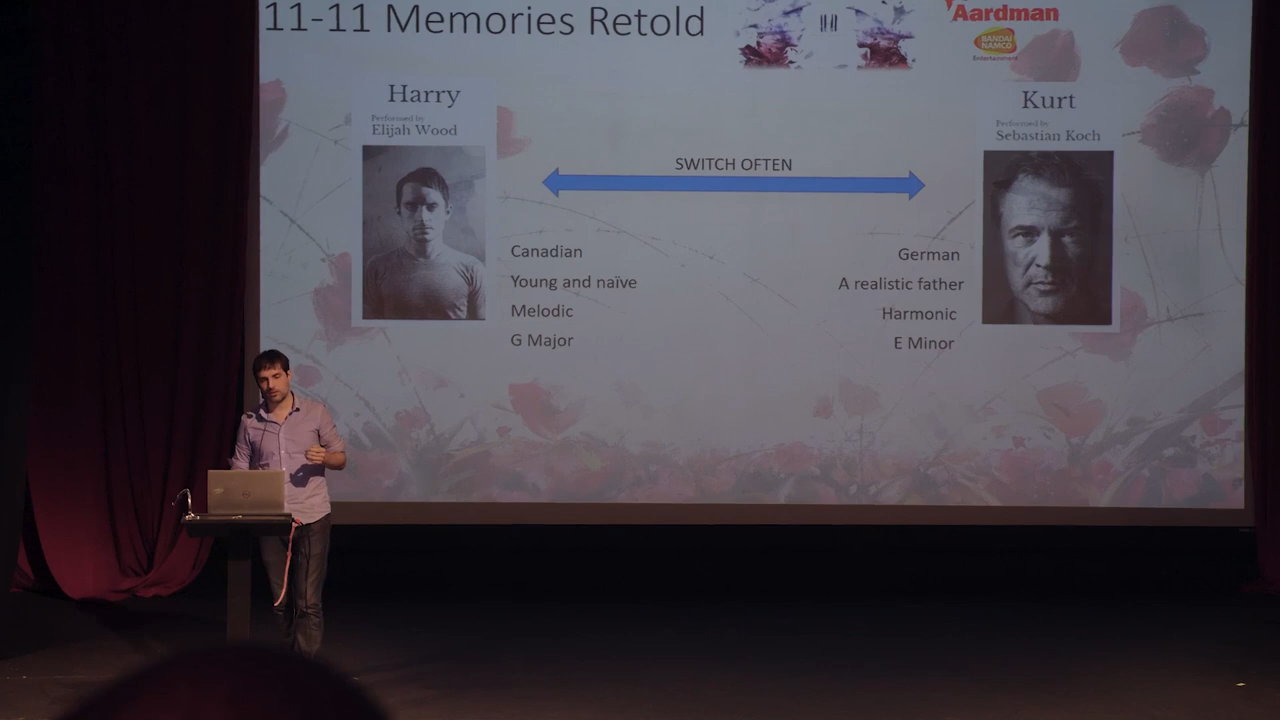 11-11 Memories Retold
Aardman
BANDAI
NAMCO
Entertainment
Harry
Performed by
Elijah Wood
Kurt
Performed by
Sebastian Koch
SWITCH OFTEN
Canadian
Young and naïve
Melodic
G Major
German
A realistic father
Harmonic
E Minor